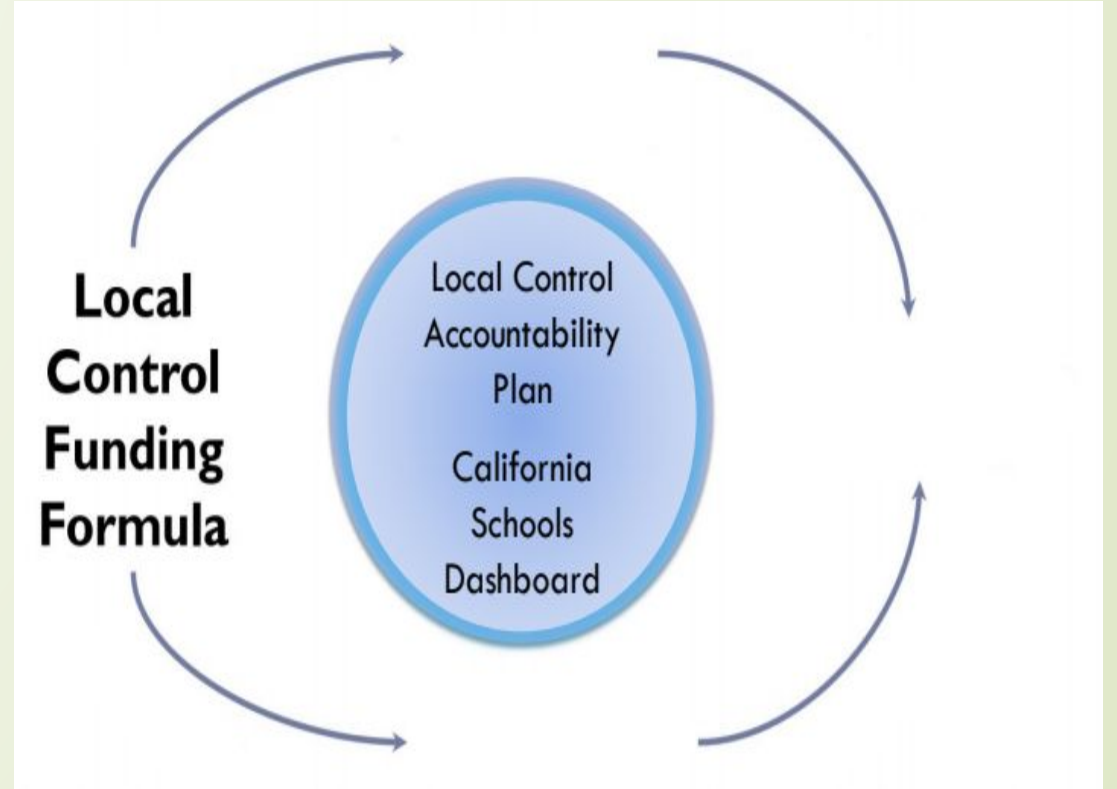 Local
Control
Funding
Formula
Local Control
Accountability
Plan
California
Schools
Dashboard